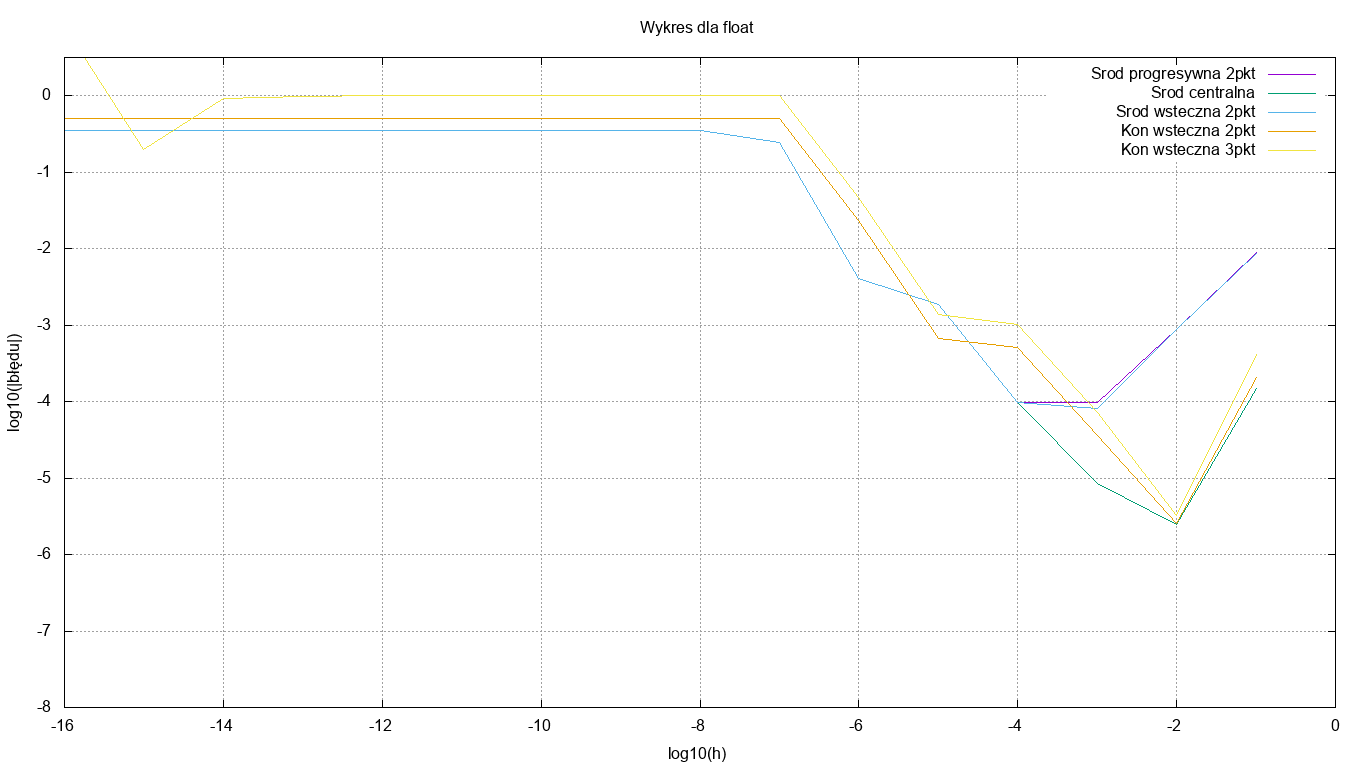 Wykres dla float
Srod progresywna 2pkt
Srod centralna
Srod wsteczna 2pkt
Kon wsteczna 2pkt
Kon wsteczna 3pkt
0
-1
-2
-3
-4
-5
-6
-7
-8
log10(|błędu|)
-16
-14
-12
-10
-8
-6
-4
-2
0
log10(h)